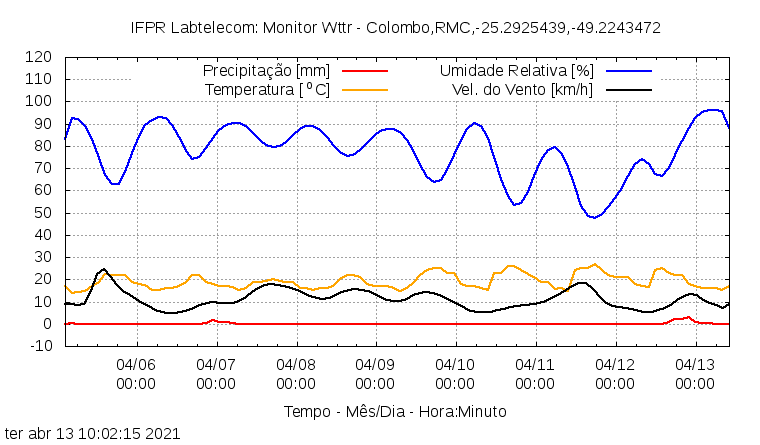 IFPR Labtelecom: Monitor Wttr - Colombo,RMC,-25.2925439,-49.2243472
Precipitação [mm] Umidade Relativa [%]
Temperatura [⁰C] Vel. do Vento [km/h]
120
110
100
90
80
70
60
50
40
30
20
10
0
-10
04/06 04/07 04/08 04/09 04/10 04/11 04/12 04/13
00:00 00:00 00:00 00:00 00:00 00:00 00:00 00:00
Tempo - Mês/Dia - Hora:Minuto
ter abr 13 10:02:15 2021